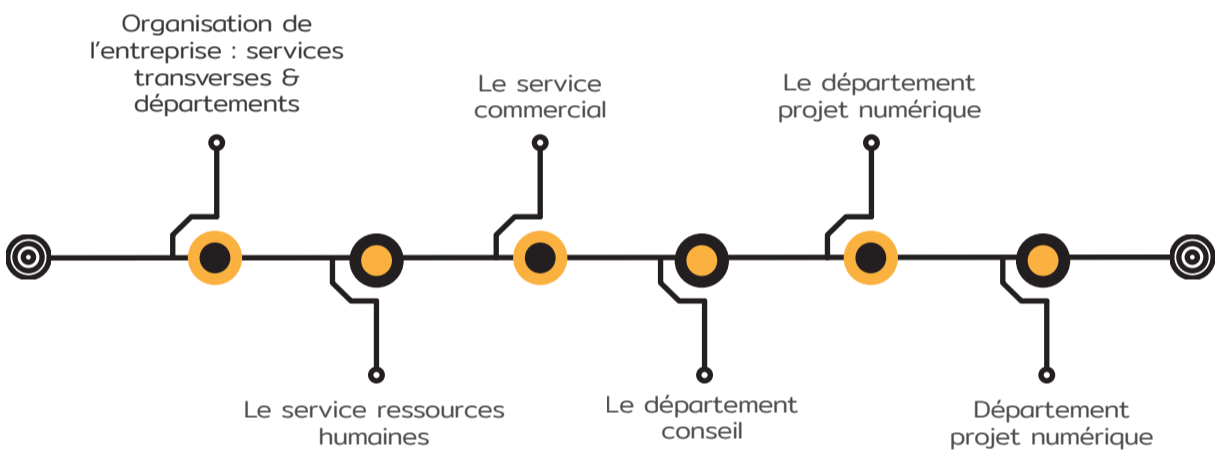 Organisation de
l'entreprise : services
transverses &
départements
Le service ressources
humaines
Le service
commercial
Le département
conseil
Le département
projet numérique
Département
projet numérique